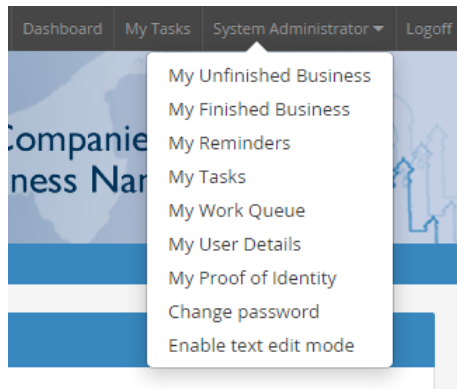 Dashboard My Tasks System Administrator Logoff
My Unfinished Business
My Finished Business
My Reminders
My Tasks
My Work Queue
My User Details
My Proof of Identity
Change password
Enable text edit mode